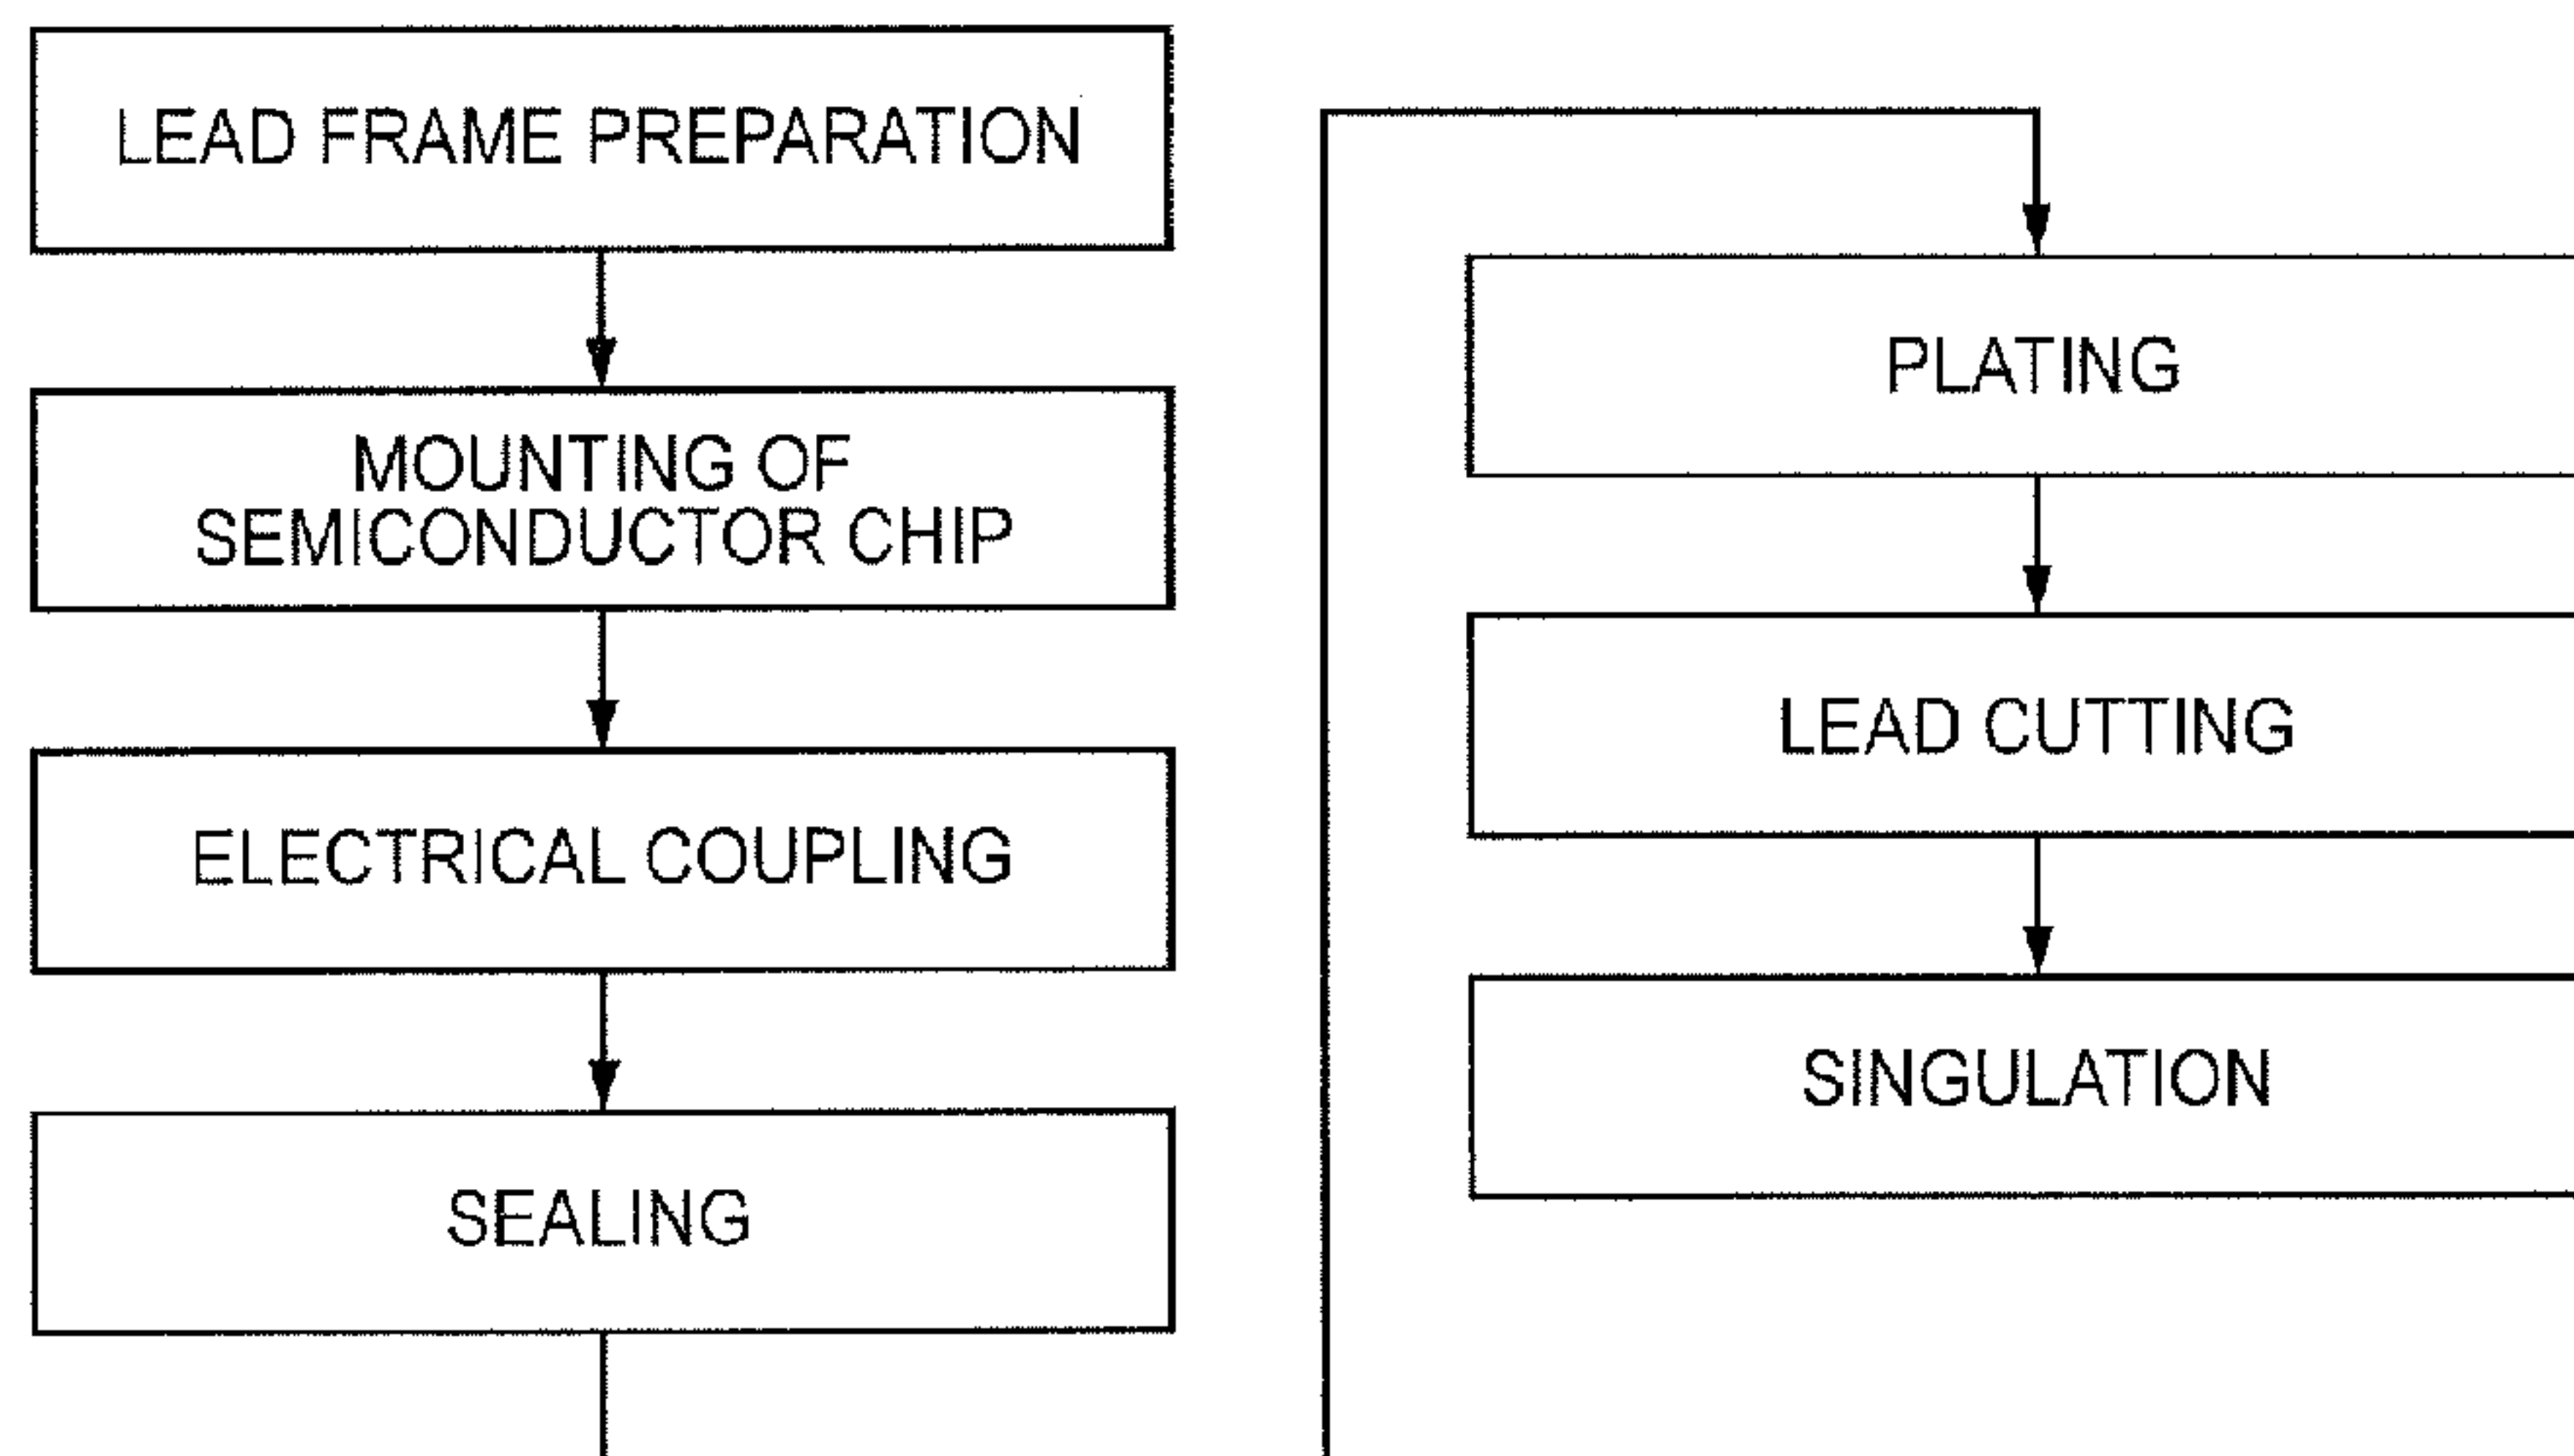 LEAD FRAME PREPARATION
MOUNTING OF
SEMICONDUCTOR CHIP
ELECTRICAL COUPLING
SEALING
PLATING
LEAD CUTTING
SINGULATION